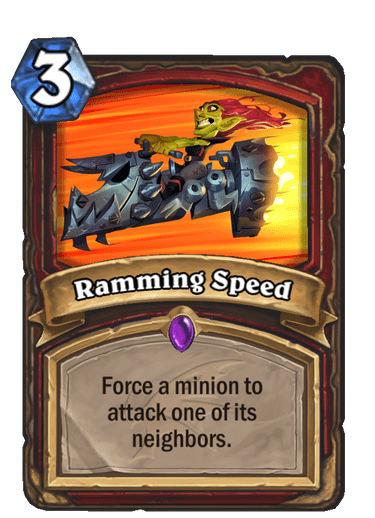 3
Ramming Speed
Force a minion to
attack one of its
neighbors.